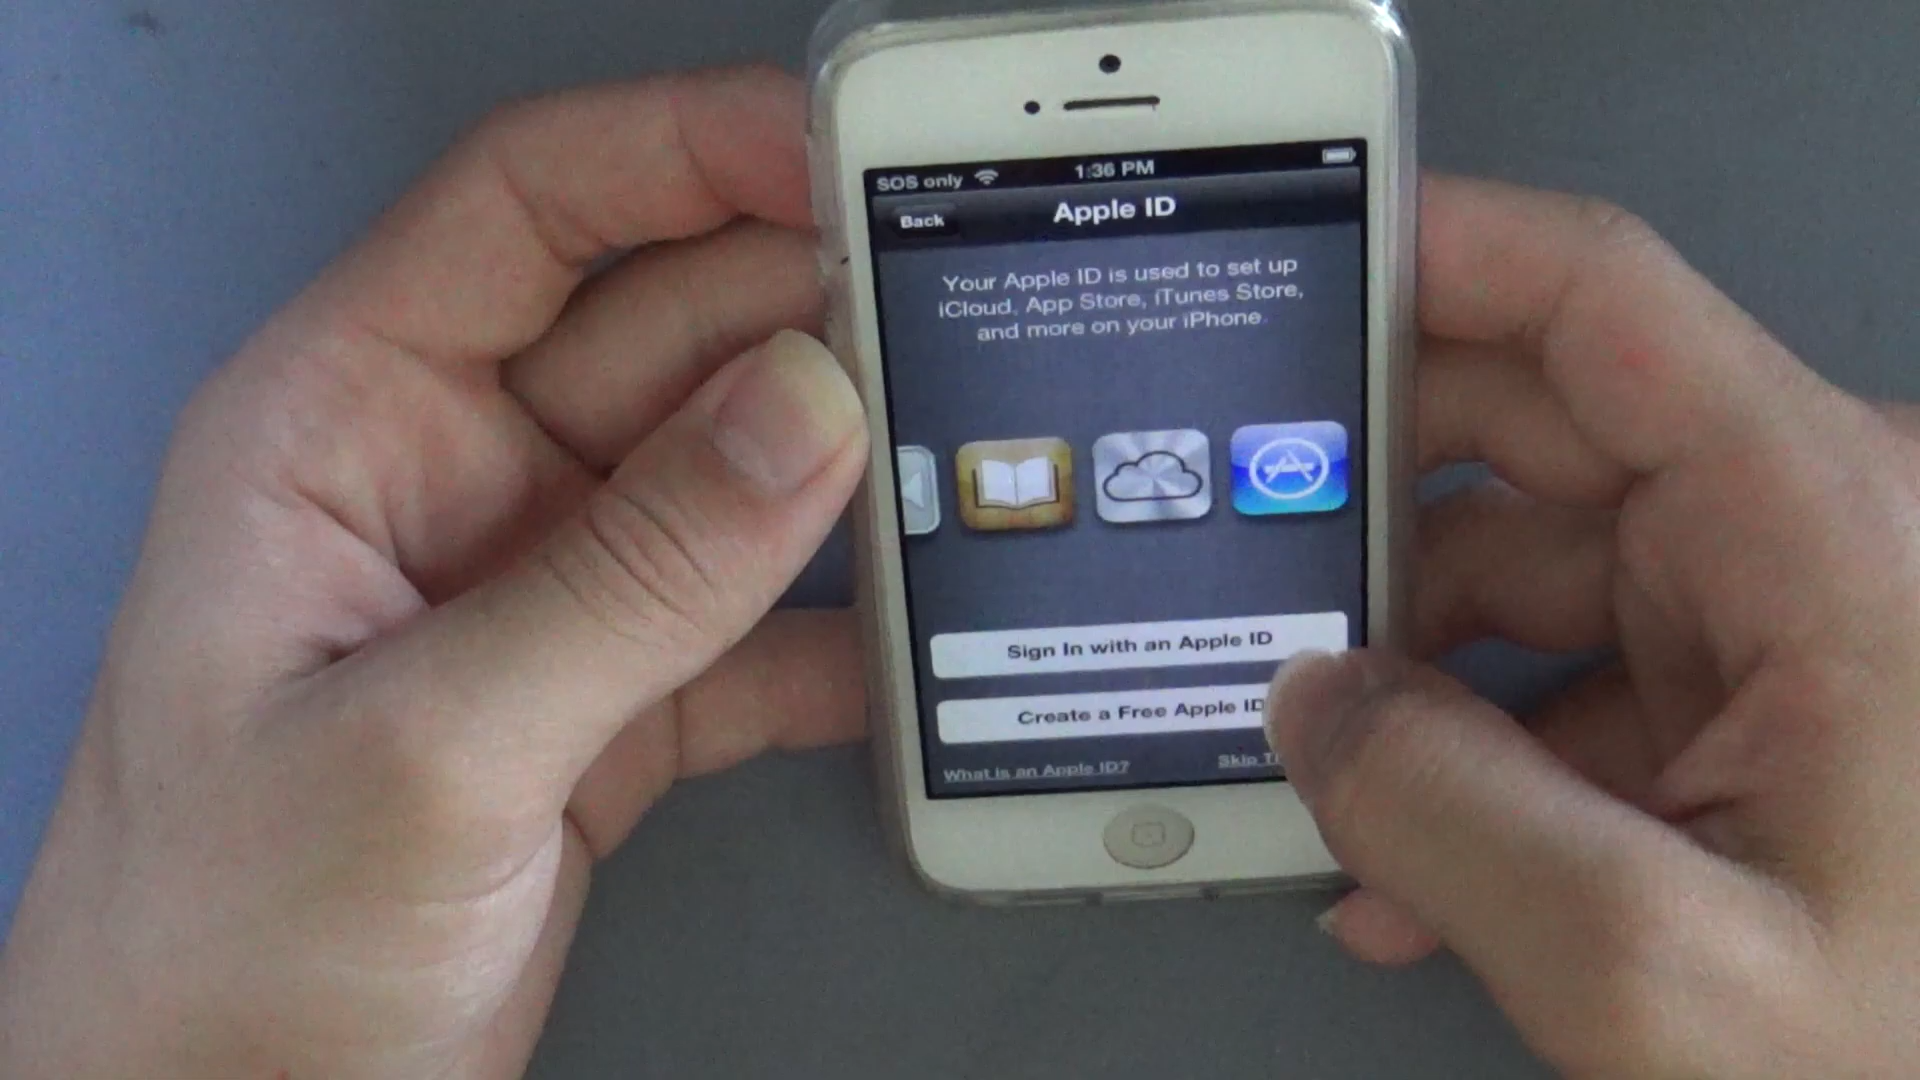 SOS only
1:36 PM
Back
Apple ID
Your Apple ID is used to set up
iCloud, App Store, iTunes Store,
and more on your iPhone.
Sign In with an Apple ID
Create a Free Apple ID
What is an Apple ID?
Skip